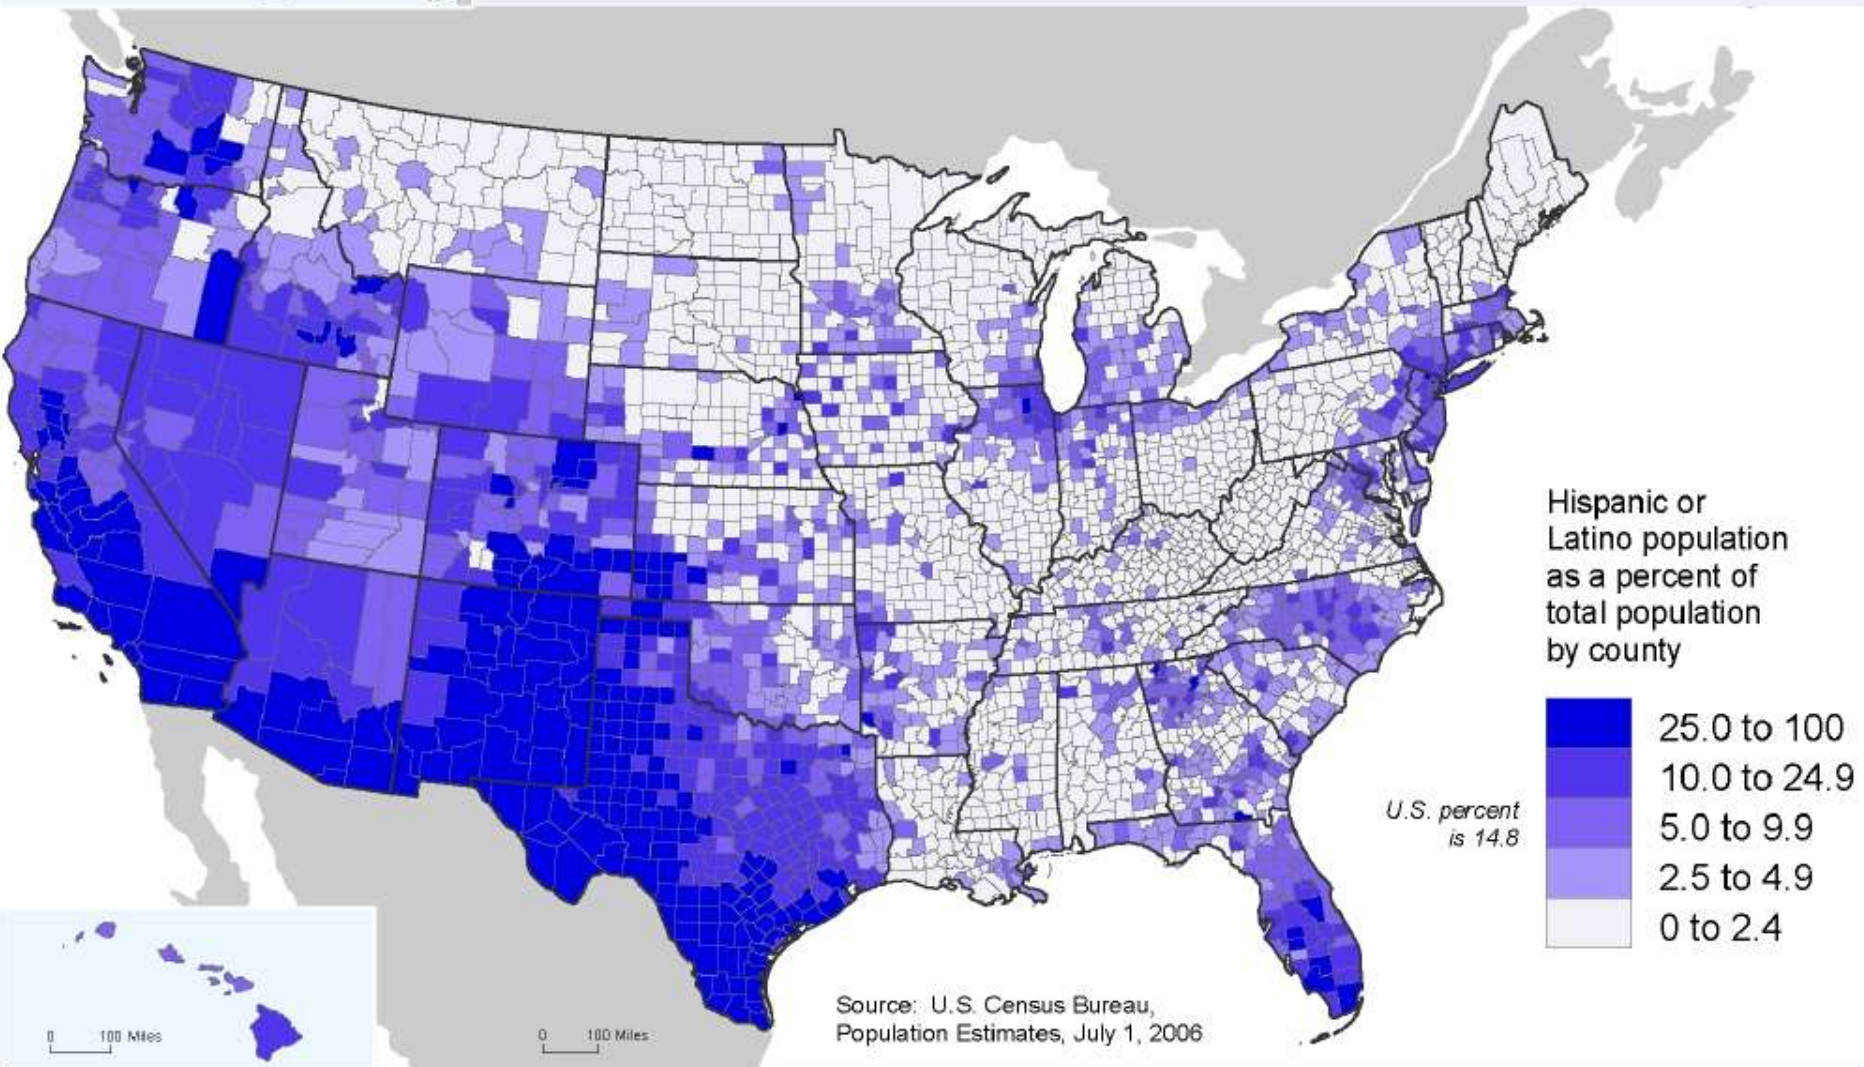 Hispanic or
Latino population
as a percent of
total population
by county
25.0 to 100
10.0 to 24.9
5.0 to 9.9
2.5 to 4.9
0 to 2.4
U.S. percent
is 14.8
Source: U.S. Census Bureau,
Population Estimates, July 1, 2006
0 100 Miles
0 100 Miles